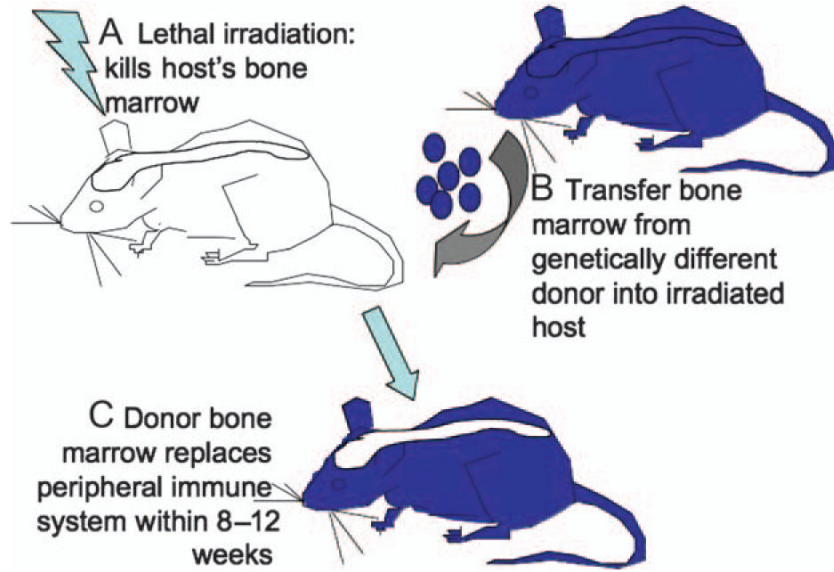 A Lethal irradiation:
kills host's bone
marrow
B Transfer bone
marrow from
genetically different
donor into irradiated
host
C Donor bone
marrow replaces
peripheral immune
system within 8–12
weeks